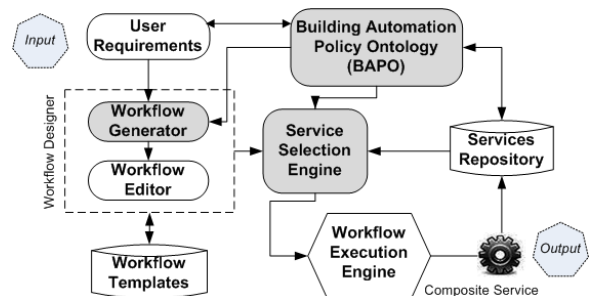 Input
User
Requirements
Building Automation
Policy Ontology
(BAPO)
Workflow Designer
Workflow
Generator
Workflow
Editor
Service
Selection
Engine
Services
Repository
Workflow
Templates
Workflow
Execution
Engine
Composite Service
Output